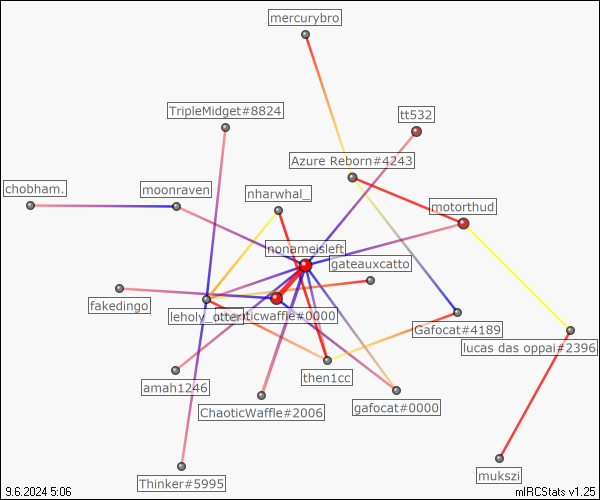 mercurybro
TripleMidget#8824
tt532
Azure Reborn#4243
chobham.
moonraven
nharwhal_
motorthud
nonameisleft
gateauxcatto
fakedingo
leholy_otter
ticwaffle#0000
Gafocat#4189
lucas das oppai#2396
amah1246
then1cc
ChaoticWaffle#2006
gafocat#0000
Thinker#5995
mukszi
9.6.2024 5:06
mIRCStats v1.25